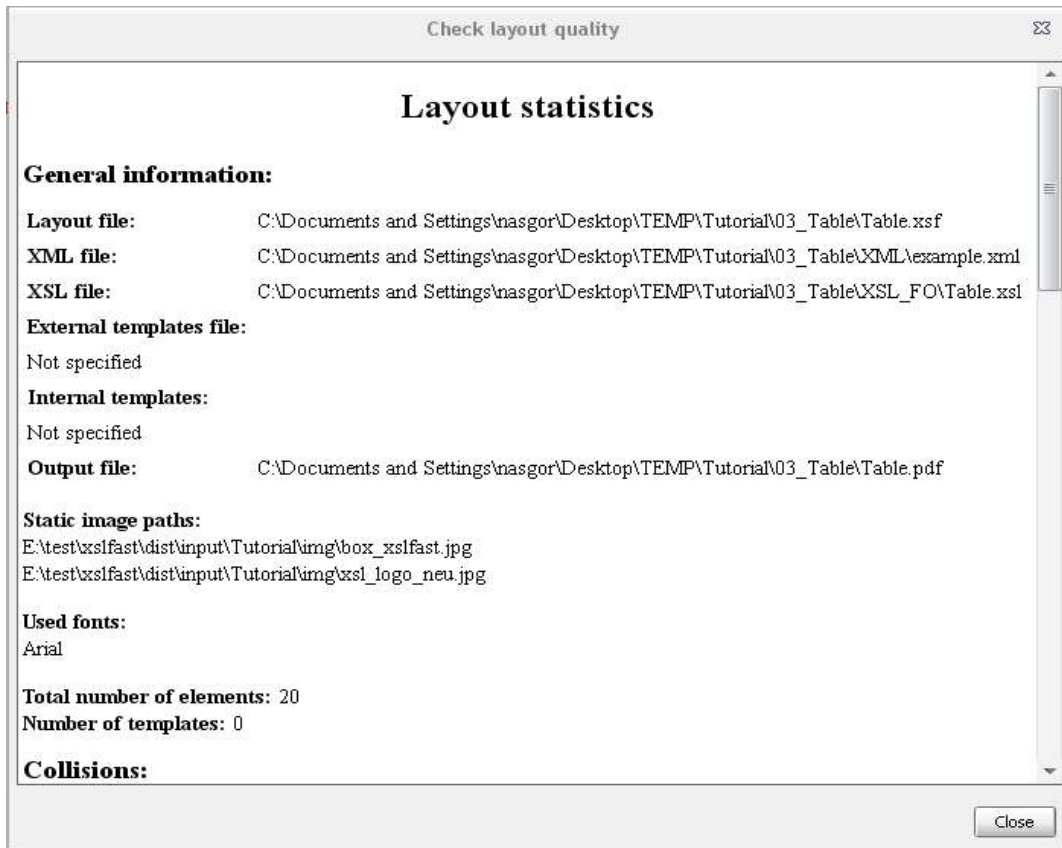 Check layout quality
Layout statistics
General information:
Layout file: C:\Documents and Settings\nasgor\Desktop\TEMP\Tutorial\03_Table\Table.xsf
XML file: C:\Documents and Settings\nasgor\Desktop\TEMP\Tutorial\03_Table\XML\example.xml
XSL file: C:\Documents and Settings\nasgor\Desktop\TEMP\Tutorial\03_Table\XSL_FO\Table.xsl
External templates file:
Not specified
Internal templates:
Not specified
Output file: C:\Documents and Settings\nasgor\Desktop\TEMP\Tutorial\03_Table\Table.pdf
Static image paths:
E:\test\xslfast\dist\input\Tutorial\img\box_xslfast.jpg
E:\test\xslfast\dist\input\Tutorial\img\xsl_logo_neu.jpg
Used fonts:
Arial
Total number of elements: 20
Number of templates: 0
Collisions:
Close